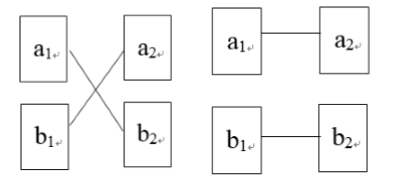 a₁ a₂ a₁ a₂
b₁ b₂ b₁ b₂